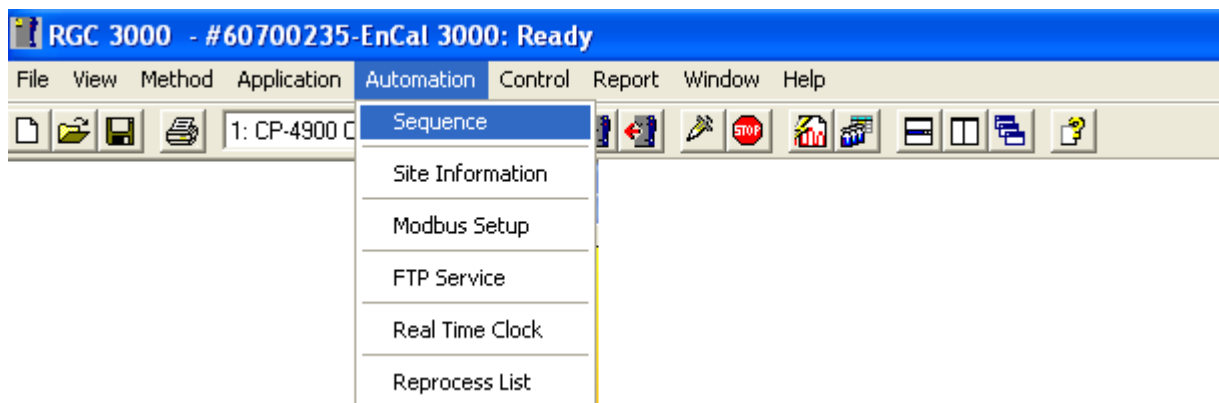 RGC 3000 - #60700235-EnCal 3000: Ready
File View Method Application Automation Control Report Window Help
1: CP-4900 C
STOP
Sequence
Site Information
Modbus Setup
FTP Service
Real Time Clock
Reprocess List